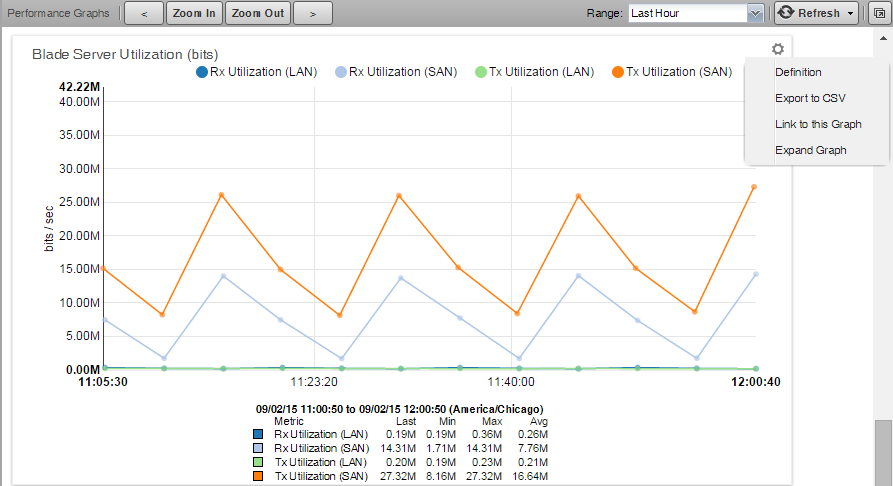 Performance Graphs < Zoom In Zoom Out > Range: Last Hour Refresh
Blade Server Utilization (bits)
Rx Utilization (LAN) Rx Utilization (SAN) Tx Utilization (LAN) Tx Utilization (SAN)
Definition
Export to CSV
Link to this Graph
Expand Graph
42.22M
40.00M
35.00M
30.00M
25.00M
20.00M
15.00M
10.00M
5.00M
0.00M
bits / sec
11:05:30 11:23:20 11:40:00 12:00:40
09/02/15 11:00:50 to 09/02/15 12:00:50 (America/Chicago)
Metric Last Min Max Avg
Rx Utilization (LAN) 0.19M 0.19M 0.36M 0.26M
Rx Utilization (SAN) 14.31M 1.71M 14.31M 7.76M
Tx Utilization (LAN) 0.20M 0.19M 0.23M 0.21M
Tx Utilization (SAN) 27.32M 8.16M 27.32M 16.64M